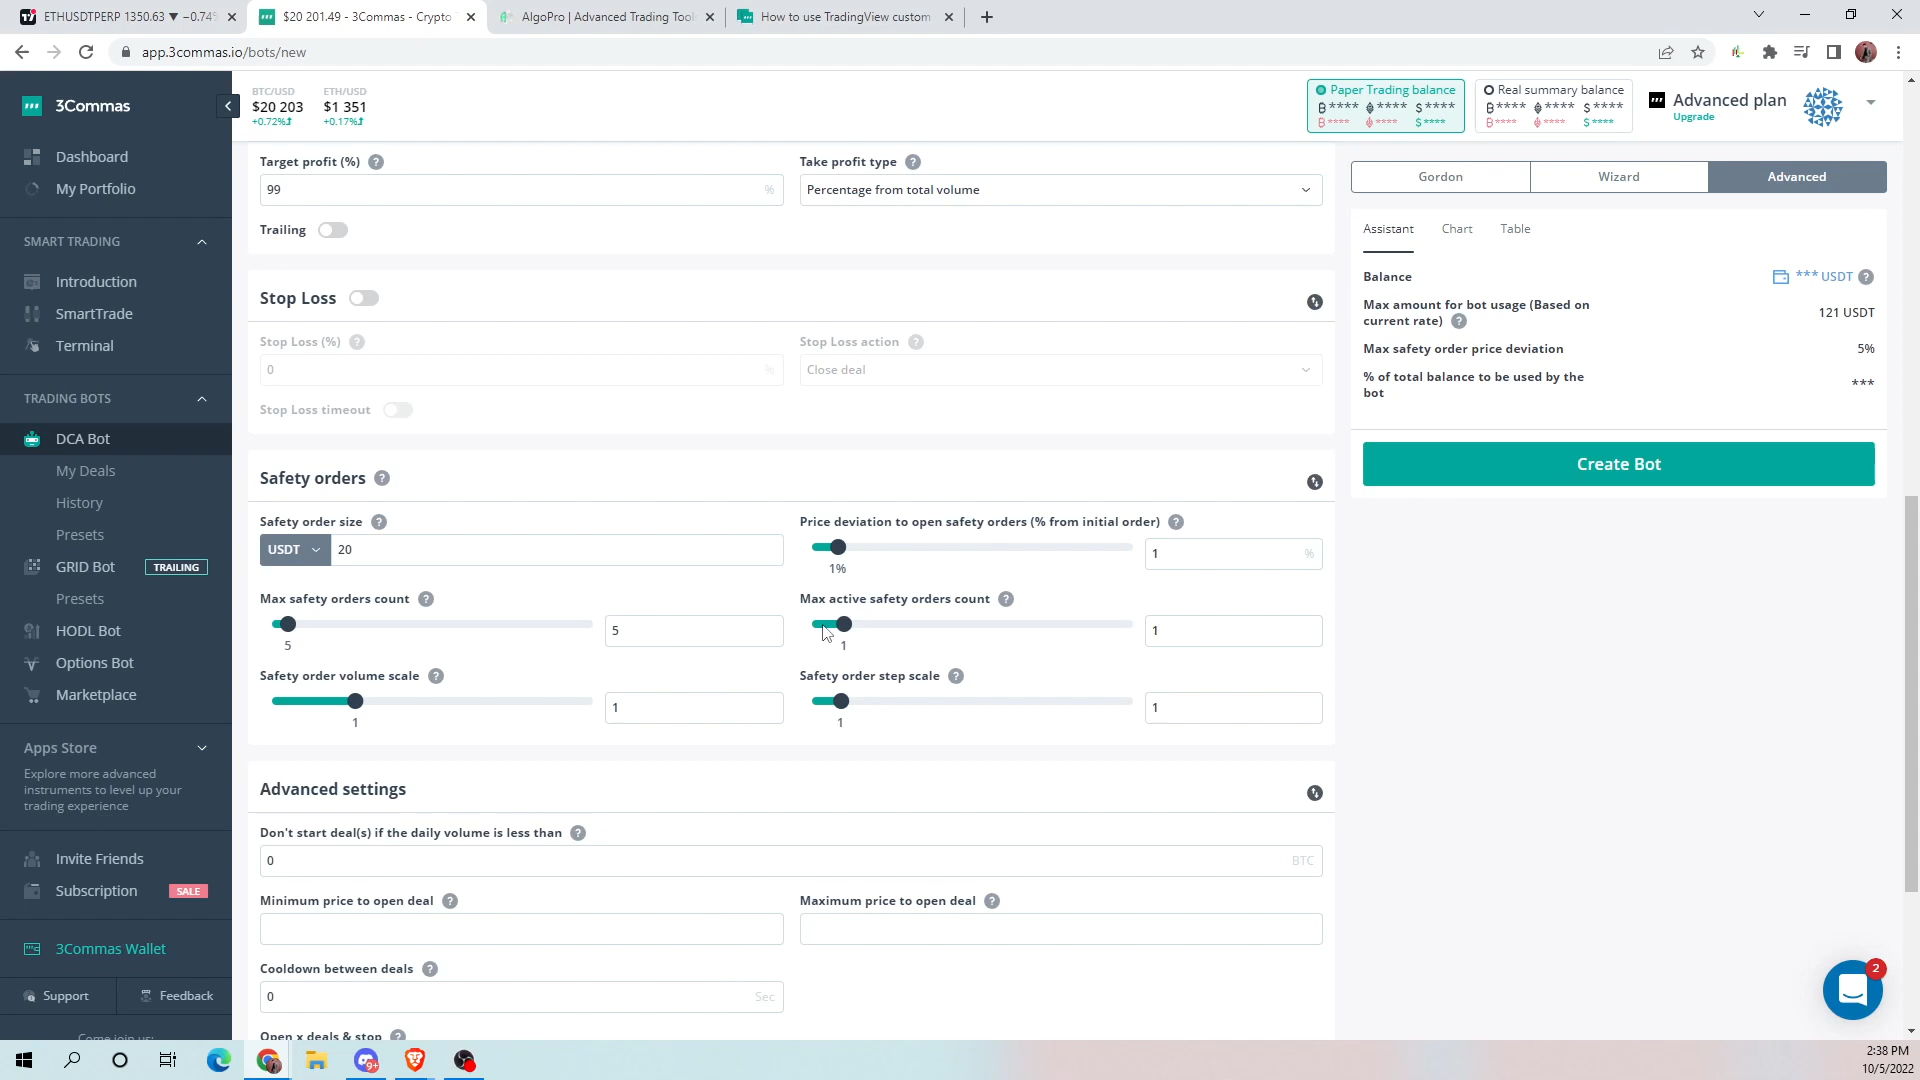 ETHUSDTPERP 1350.63 ▼ −0.74%
$20 201.49 - 3Commas - Crypto
AlgoPro | Advanced Trading Tool
How to use TradingView custom
app.3commas.io/bots/new
3Commas
BTC/USD
$20 203
+0.72%
ETH/USD
$1 351
+0.17%
Paper Trading balance
**** **** $****
**** **** $****
Real summary balance
**** **** $****
**** **** $****
Advanced plan
Upgrade
Dashboard
My Portfolio
SMART TRADING
Introduction
SmartTrade
Terminal
TRADING BOTS
DCA Bot
My Deals
History
Presets
GRID Bot
TRAILING
Presets
HODL Bot
Options Bot
Marketplace
Apps Store
Explore more advanced
instruments to level up your
trading experience
Invite Friends
Subscription
SALE
3Commas Wallet
Support
Feedback
Come join us:
Target profit (%) ?
99 %
Take profit type ?
Percentage from total volume
Trailing
Stop Loss
Stop Loss (%) ?
0 %
Stop Loss action ?
Close deal
Stop Loss timeout
Safety orders ?
Safety order size ?
USDT 20
Price deviation to open safety orders (% from initial order) ?
1%
1 %
Max safety orders count ?
5
5
Max active safety orders count ?
1
1
Safety order volume scale ?
1
1
Safety order step scale ?
1
1
Advanced settings
Don't start deal(s) if the daily volume is less than ?
0 BTC
Minimum price to open deal ?
Maximum price to open deal ?
Cooldown between deals ?
0 Sec
Open x deals & stop ?
Gordon
Wizard
Advanced
Assistant
Chart
Table
Balance
*** USDT ?
Max amount for bot usage (Based on
current rate) ?
121 USDT
Max safety order price deviation
5%
% of total balance to be used by the
bot
***
Create Bot
2
9+
2:38 PM
10/5/2022